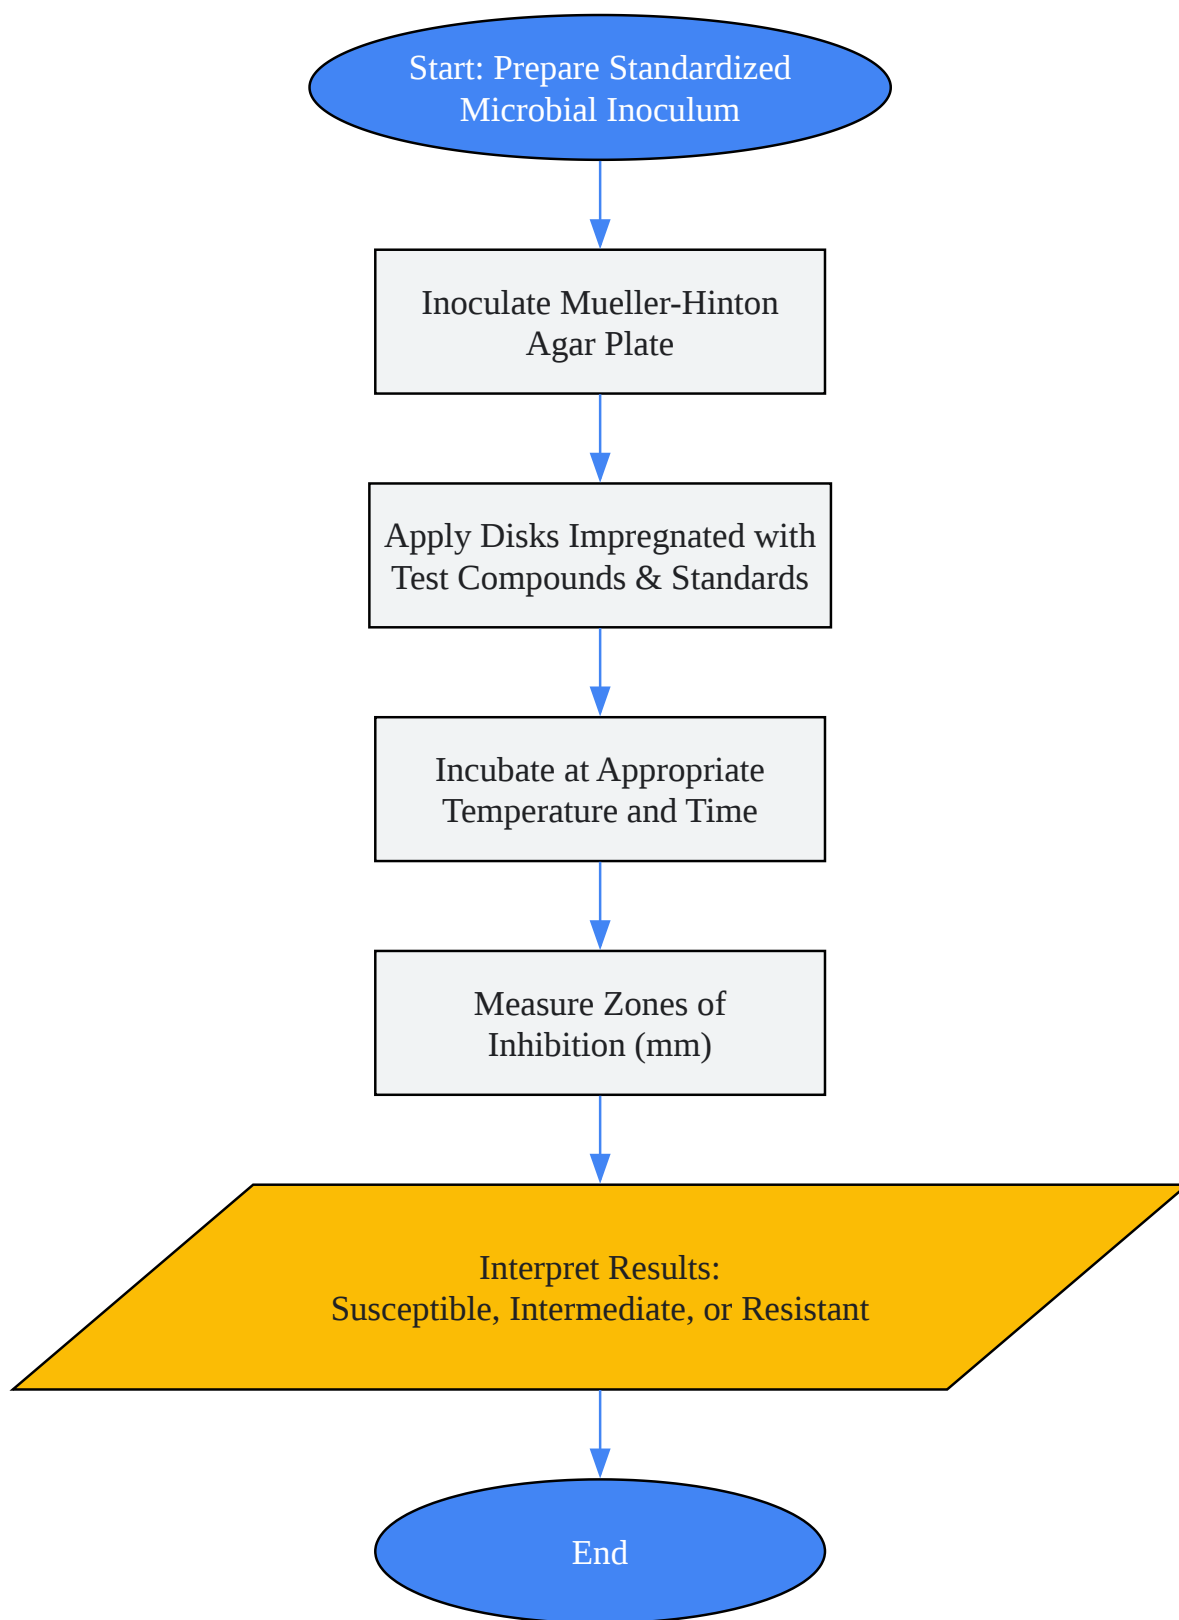 Start: Prepare Standardized
Microbial Inoculum
Inoculate Mueller-Hinton
Agar Plate
Apply Disks Impregnated with
Test Compounds & Standards
Incubate at Appropriate
Temperature and Time
Measure Zones of
Inhibition (mm)
Interpret Results:
Susceptible, Intermediate, or Resistant
End